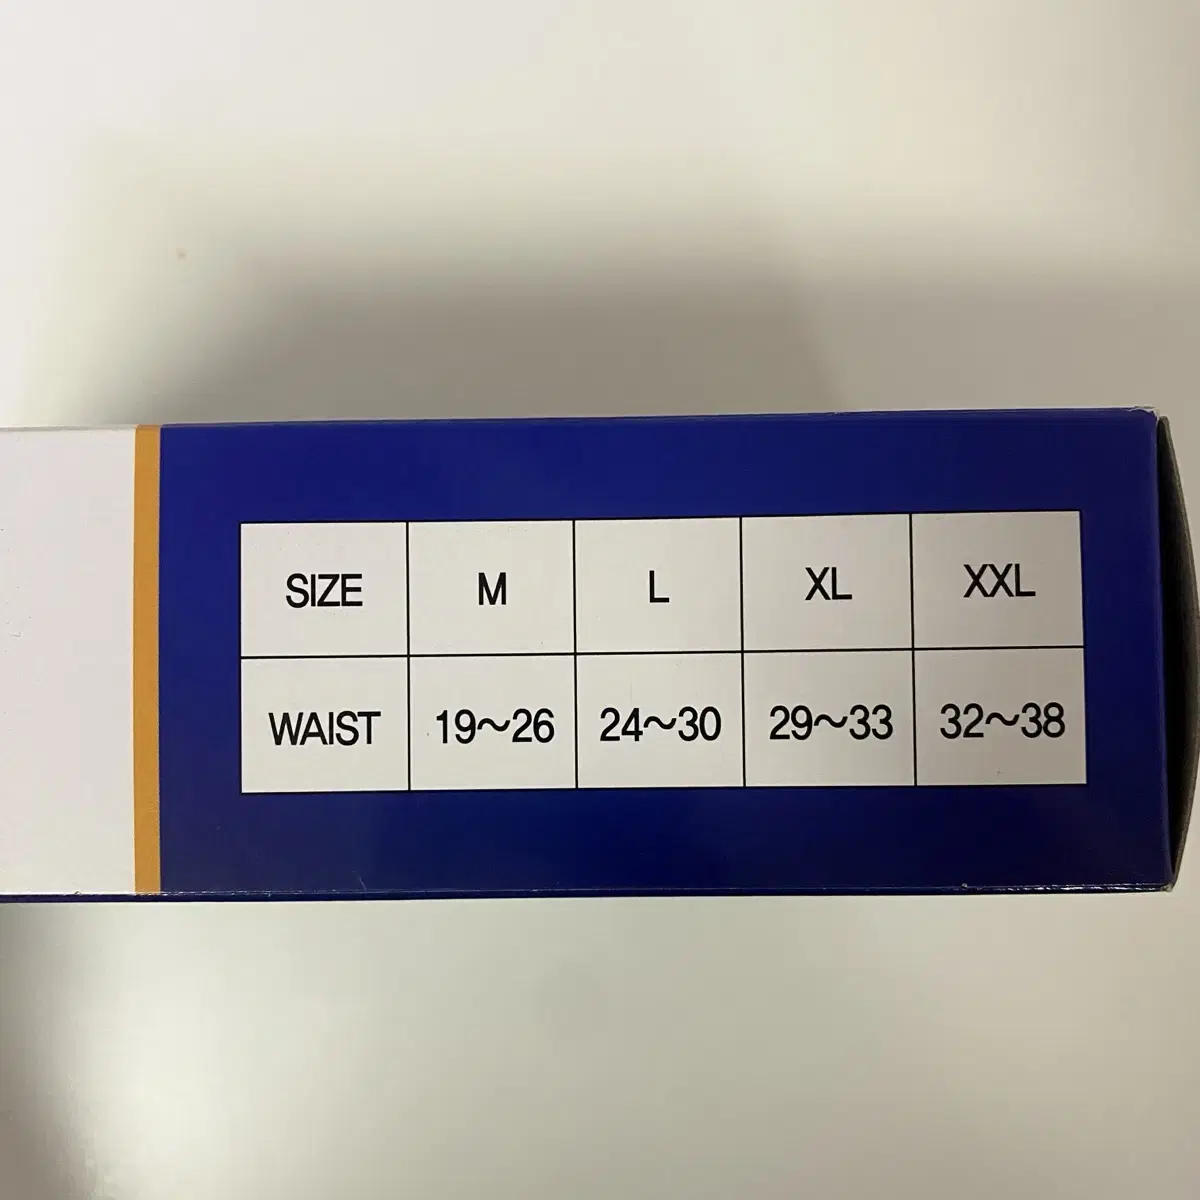 SIZE M L XL XXL
WAIST 19～26 24～30 29～33 32～38